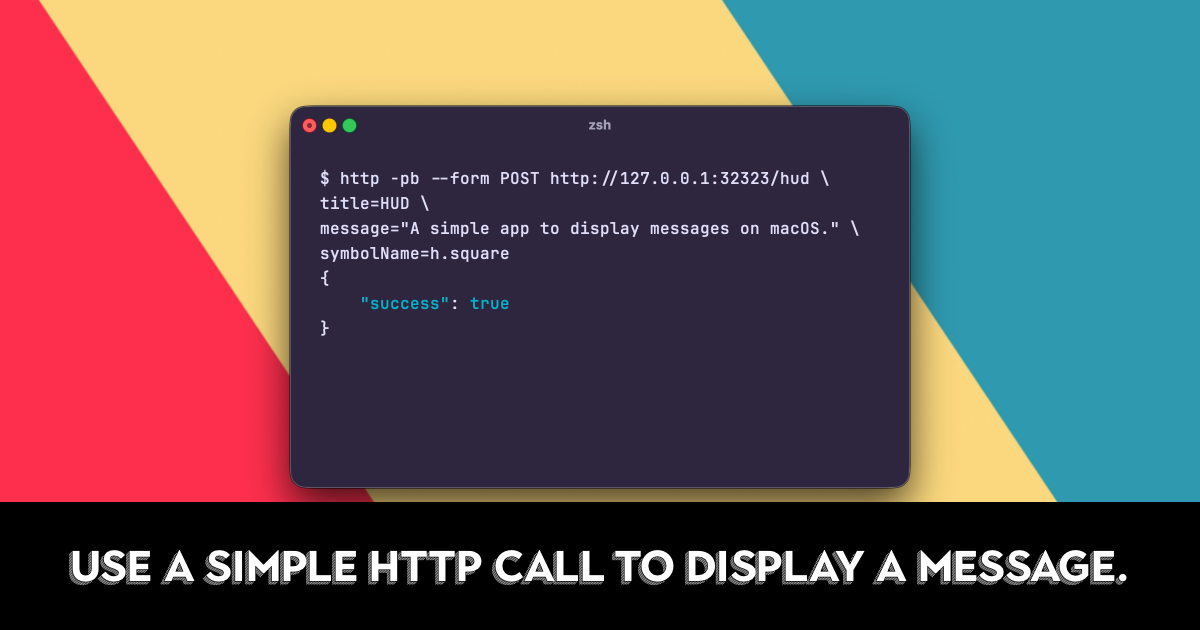 zsh
$ http -pb --form POST http://127.0.0.1:32323/hud \
title=HUD \
message="A simple app to display messages on macOS." \
symbolName=h.square
{
    "success": true
}
USE A SIMPLE HTTP CALL TO DISPLAY A MESSAGE.